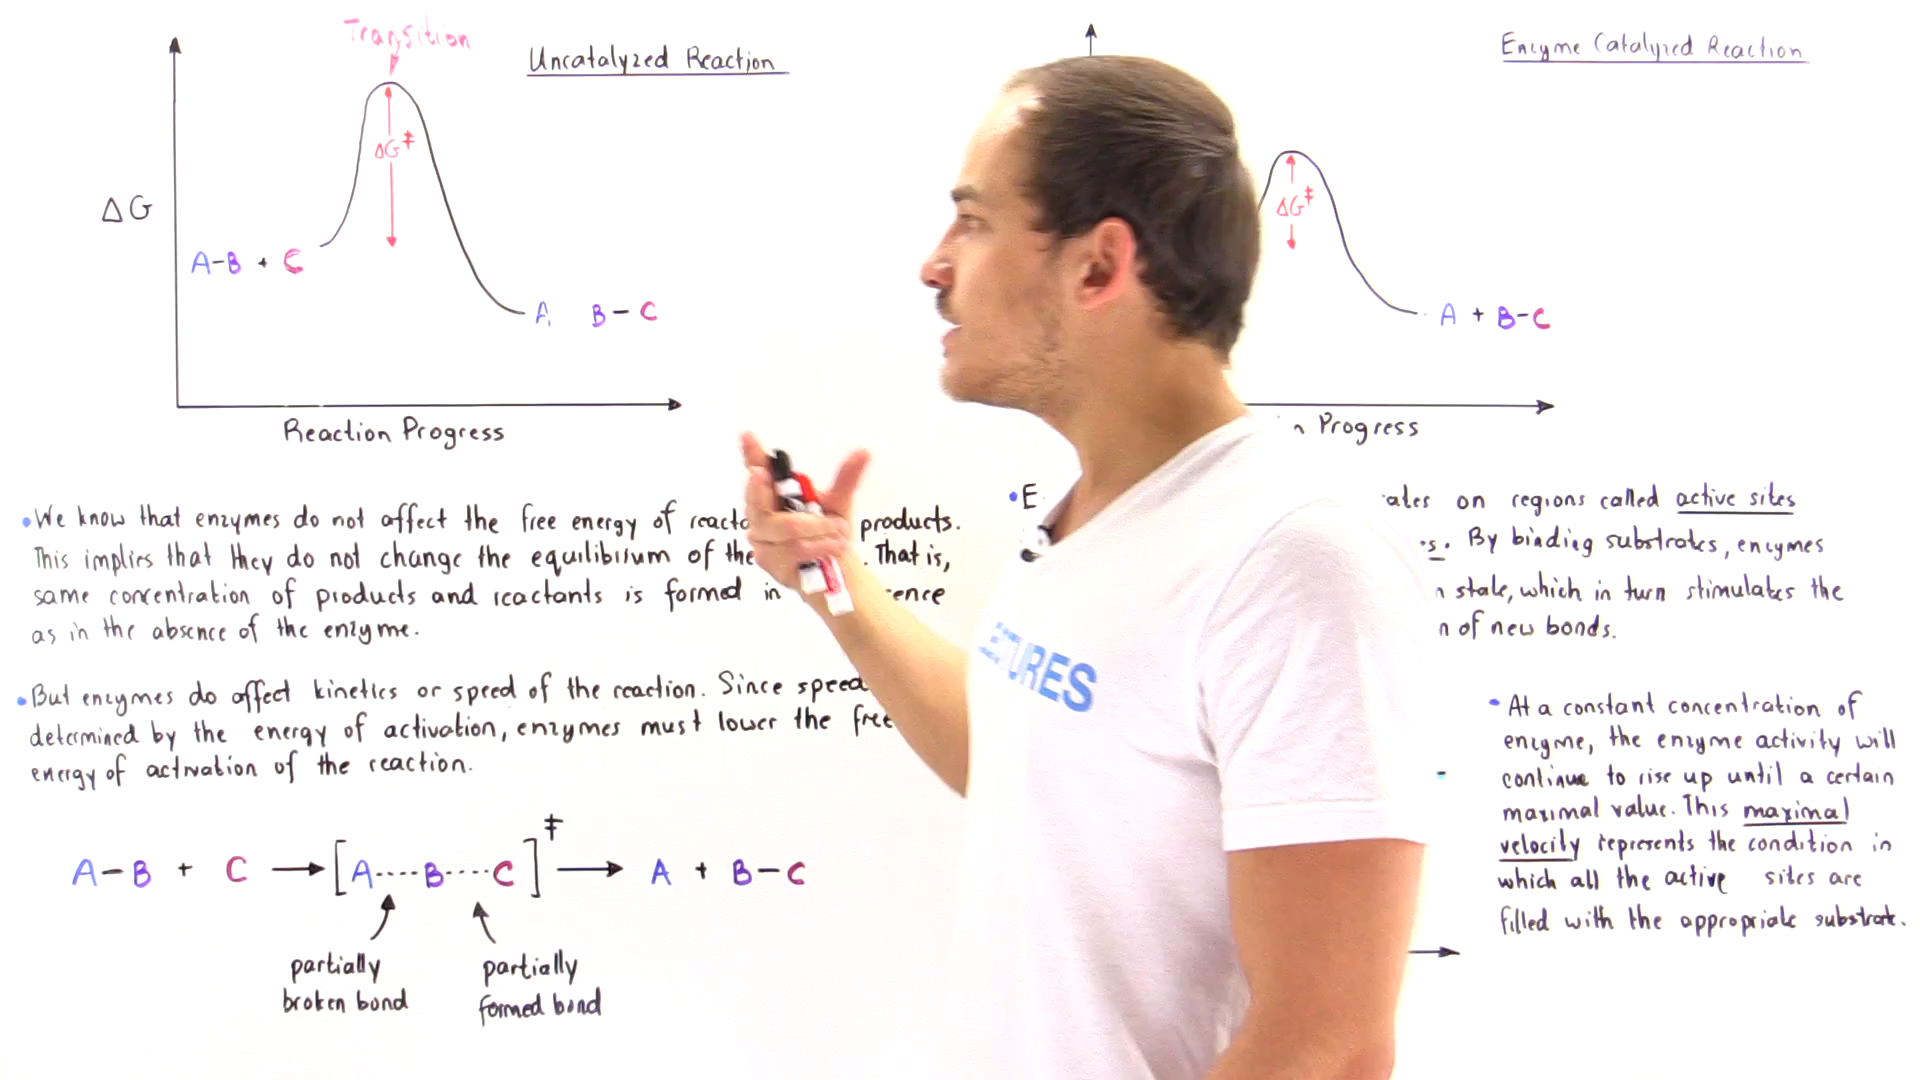 Transition
Uncatalyzed Reaction
ΔG‡
ΔG
A-B + C
A B-C
Reaction Progress
• We know that enzymes do not affect the free energy of products.
This implies that they do not change the equilibrium of the . That is,
same concentration of products and reactants is formed in
as in the absence of the enzyme.
• But enzymes do affect kinetics or speed of the reaction. Since speed
determined by the energy of activation, enzymes must lower the free
energy of activation of the reaction.
A-B + C → [A····B····C]‡ → A + B-C
partially
broken bond
partially
formed bond
Enzyme Catalyzed Reaction
ΔG‡
A + B-C
Progress
• E on regions called active sites
. By binding substrates, enzymes
state, which in turn stimulates the
of new bonds.
• At a constant concentration of
enzyme, the enzyme activity will
continue to rise up until a certain
maximal value. This maximal
velocity represents the condition in
which all the active sites are
filled with the appropriate substrate.